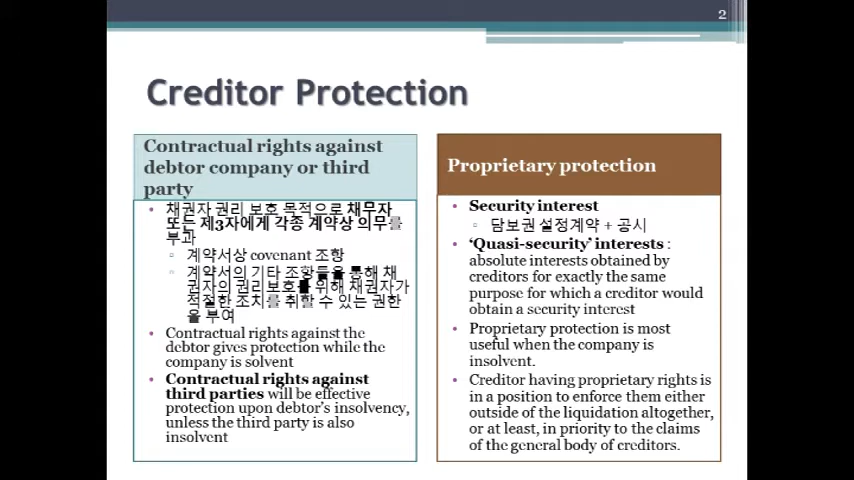 2
Creditor Protection
Contractual rights against
debtor company or third
party
• 채권자 권리 보호 목적으로 채무자
또는 제3자에게 각종 계약상 의무를
부과
▫ 계약서상 covenant 조항
▫ 계약서의 기타 조항들을 통해 채
권자의 권리보호를 위해 채권자가
적절한 조치를 취할 수 있는 권한
을 부여
• Contractual rights against the
debtor gives protection while the
company is solvent
• Contractual rights against
third parties will be effective
protection upon debtor's insolvency,
unless the third party is also
insolvent
Proprietary protection
• Security interest
▫ 담보권 설정계약 + 공시
• 'Quasi-security' interests :
absolute interests obtained by
creditors for exactly the same
purpose for which a creditor would
obtain a security interest
• Proprietary protection is most
useful when the company is
insolvent.
• Creditor having proprietary rights is
in a position to enforce them either
outside of the liquidation altogether,
or at least, in priority to the claims
of the general body of creditors.